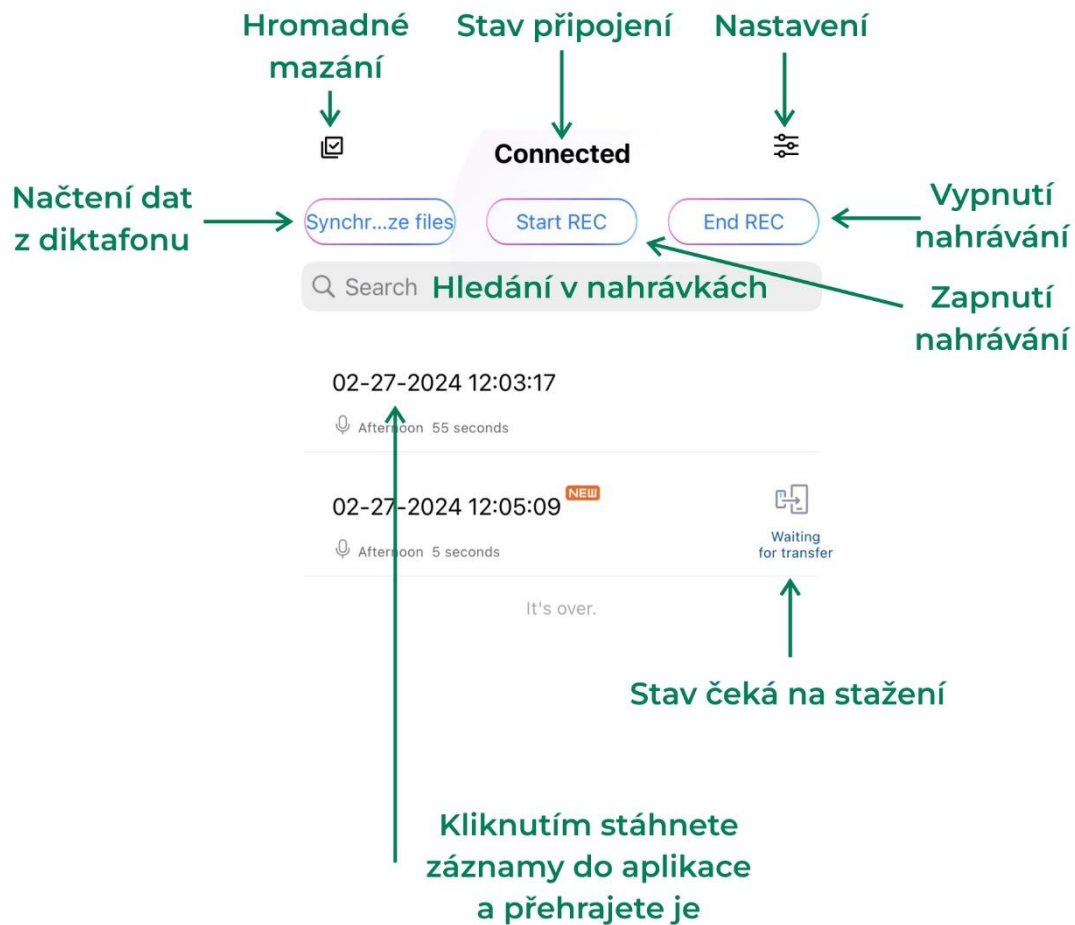 Hromadné
mazání
Stav připojení
Nastavení
Connected
Načtení dat
z diktafonu
Synchr...ze files
Start REC
End REC
Vypnutí
nahrávání
Search
Hledání v nahrávkách
Zapnutí
nahrávání
02-27-2024 12:03:17
Afternoon 55 seconds
02-27-2024 12:05:09 NEW
Afternoon 5 seconds
Waiting
for transfer
It's over.
Stav čeká na stažení
Kliknutím stáhnete
záznamy do aplikace
a přehrajete je